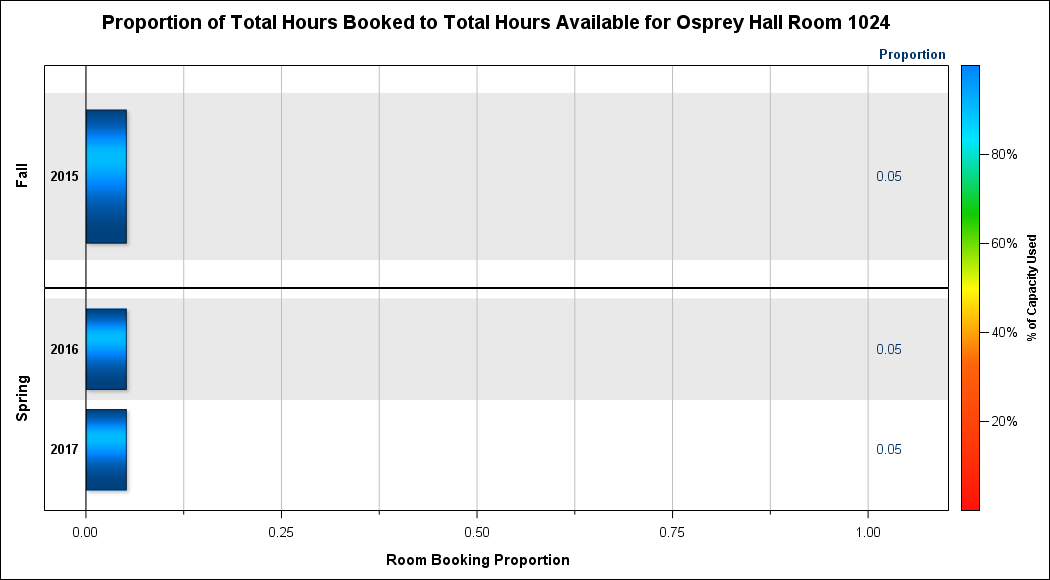 Proportion of Total Hours Booked to Total Hours Available for Osprey Hall Room 1024
Proportion
Fall
2015
0.05
Spring
2016
0.05
2017
0.05
80%
60%
40%
20%
% of Capacity Used
0.00 0.25 0.50 0.75 1.00
Room Booking Proportion